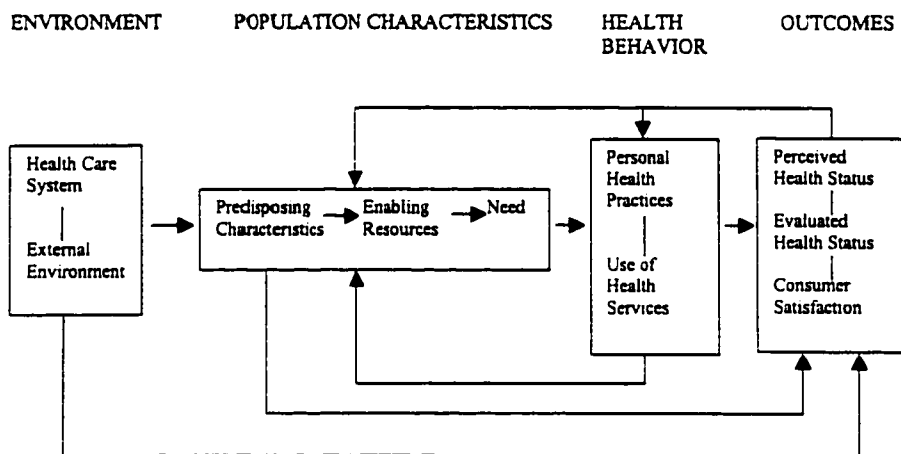 ENVIRONMENT
POPULATION CHARACTERISTICS
HEALTH
BEHAVIOR
OUTCOMES
Health Care
System
External
Environment
Predisposing
Characteristics
Enabling
Resources
Need
Personal
Health
Practices
Use of
Health
Services
Perceived
Health Status
Evaluated
Health Status
Consumer
Satisfaction